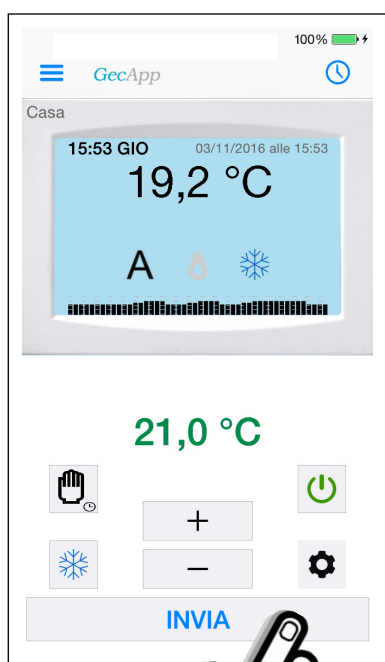 100%
GecApp
Casa
15:53 GIO 03/11/2016 alle 15:53
19,2 °C
A
21,0 °C
+
—
INVIA